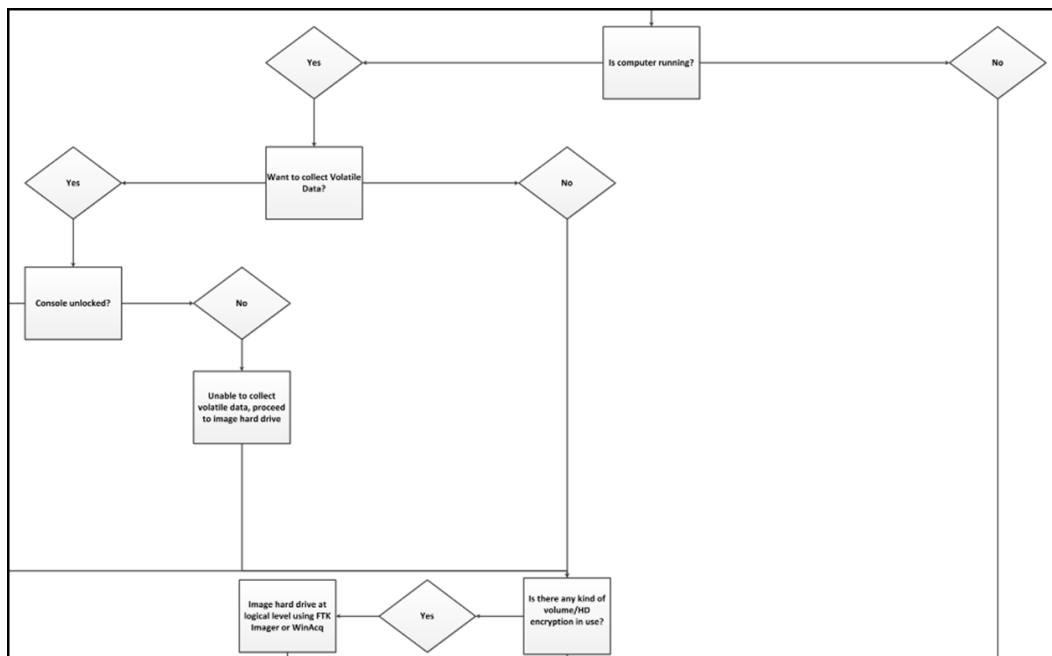 Yes
Is computer running?
No
Yes
Want to collect Volatile
Data?
No
Console unlocked?
No
Unable to collect
volatile data, proceed
to image hard drive
Image hard drive at
logical level using FTK
Imager or WinAcq
Yes
Is there any kind of
volume/HD
encryption in use?